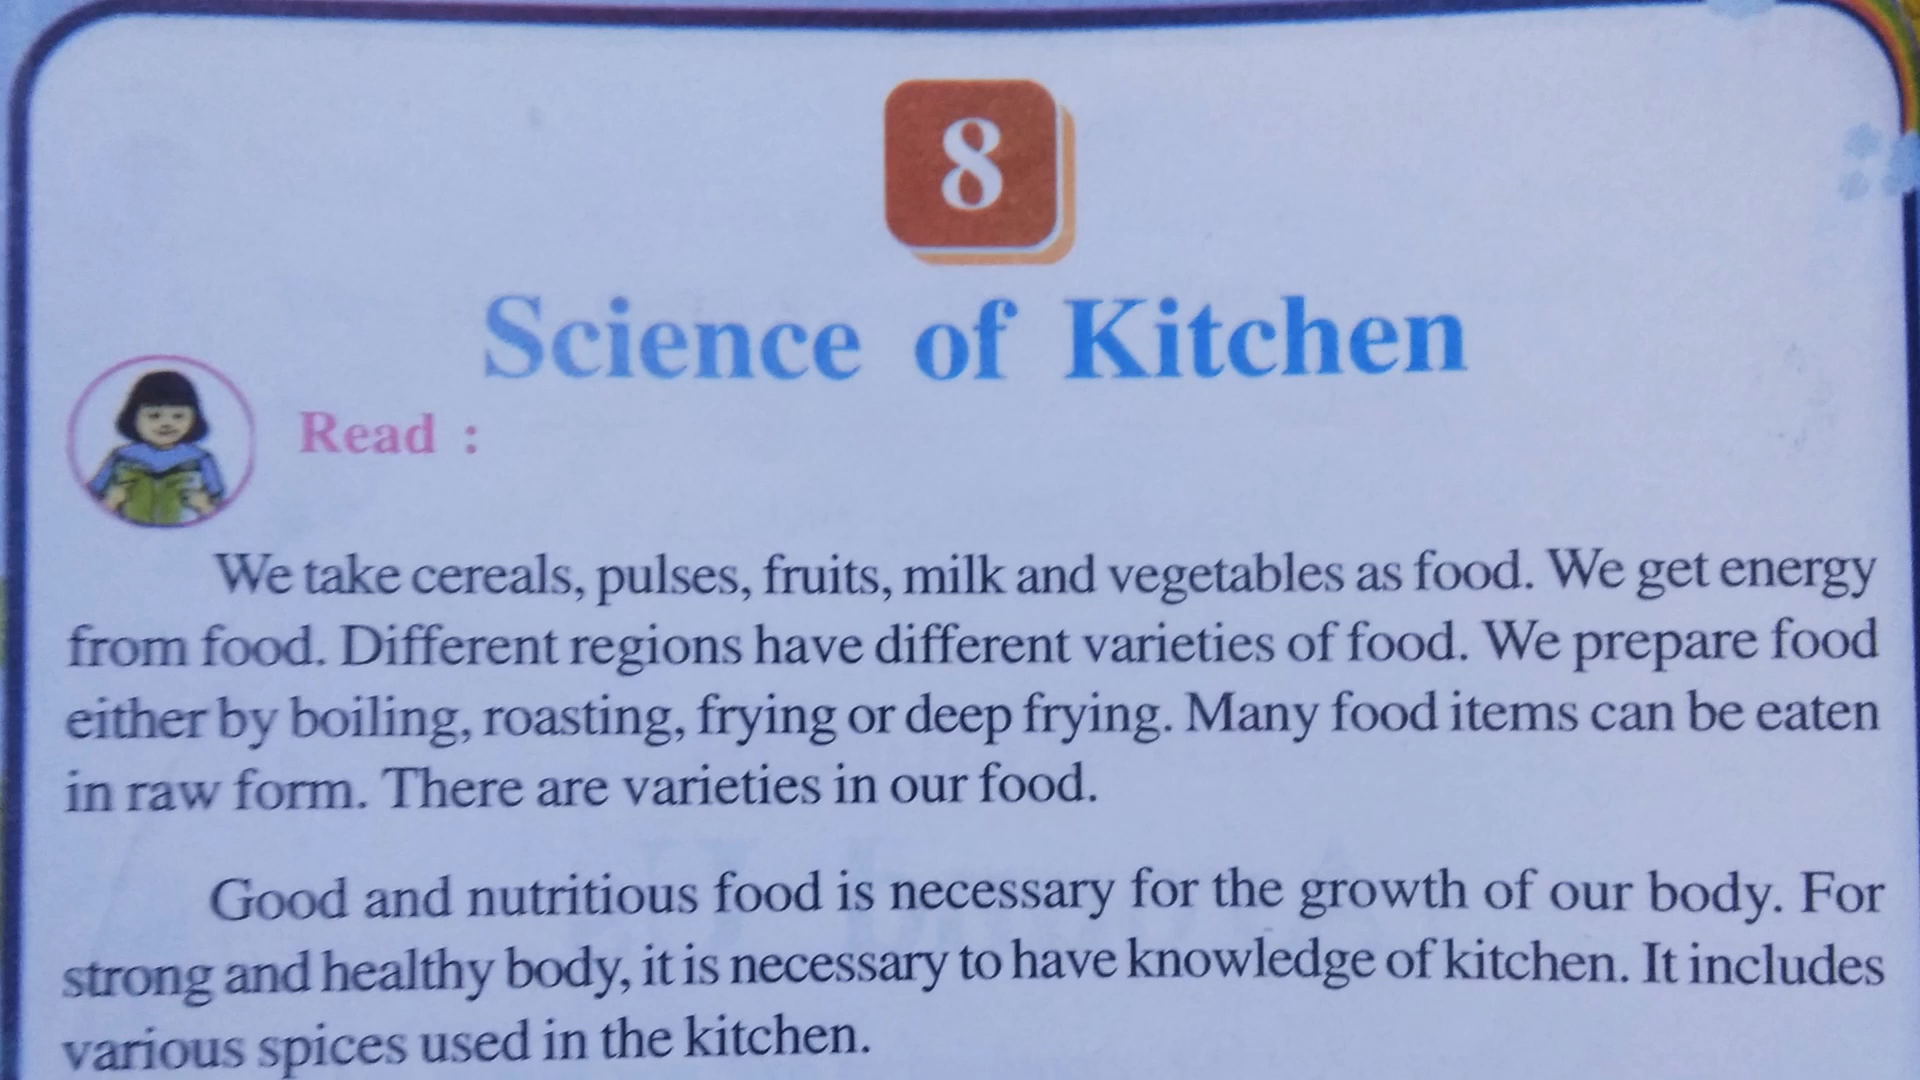 8
Science of Kitchen
Read :
We take cereals, pulses, fruits, milk and vegetables as food. We get energy
from food. Different regions have different varieties of food. We prepare food
either by boiling, roasting, frying or deep frying. Many food items can be eaten
in raw form. There are varieties in our food.
Good and nutritious food is necessary for the growth of our body. For
strong and healthy body, it is necessary to have knowledge of kitchen. It includes
various spices used in the kitchen.